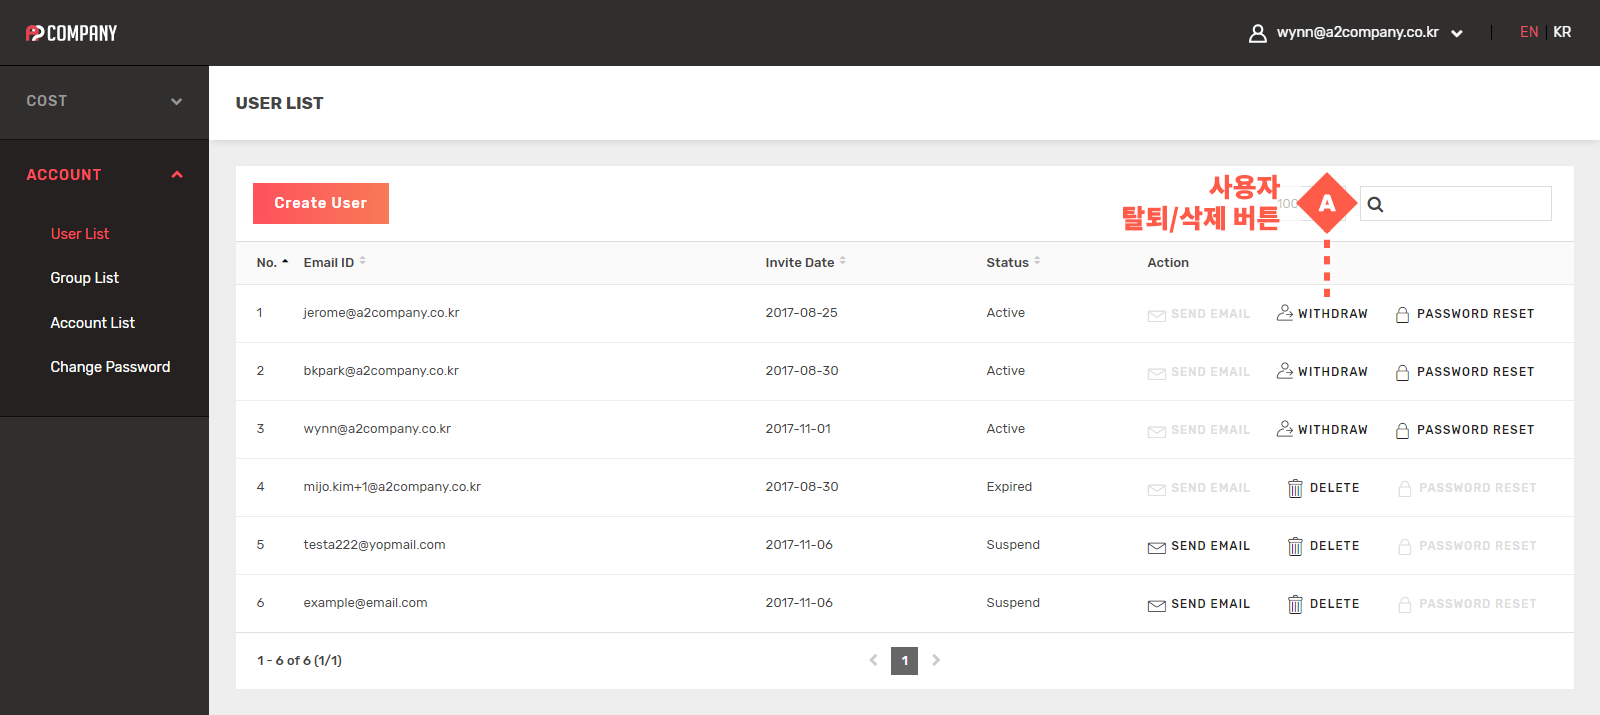 A2 COMPANY
wynn@a2company.co.kr
EN KR
COST
USER LIST
ACCOUNT
User List
Group List
Account List
Change Password
Create User
사용자
탈퇴/삭제 버튼
100
A
No. Email ID Invite Date Status Action
1 jerome@a2company.co.kr 2017-08-25 Active SEND EMAIL WITHDRAW PASSWORD RESET
2 bkpark@a2company.co.kr 2017-08-30 Active SEND EMAIL WITHDRAW PASSWORD RESET
3 wynn@a2company.co.kr 2017-11-01 Active SEND EMAIL WITHDRAW PASSWORD RESET
4 mijo.kim+1@a2company.co.kr 2017-08-30 Expired SEND EMAIL DELETE PASSWORD RESET
5 testa222@yopmail.com 2017-11-06 Suspend SEND EMAIL DELETE PASSWORD RESET
6 example@email.com 2017-11-06 Suspend SEND EMAIL DELETE PASSWORD RESET
1 - 6 of 6 (1/1)
1